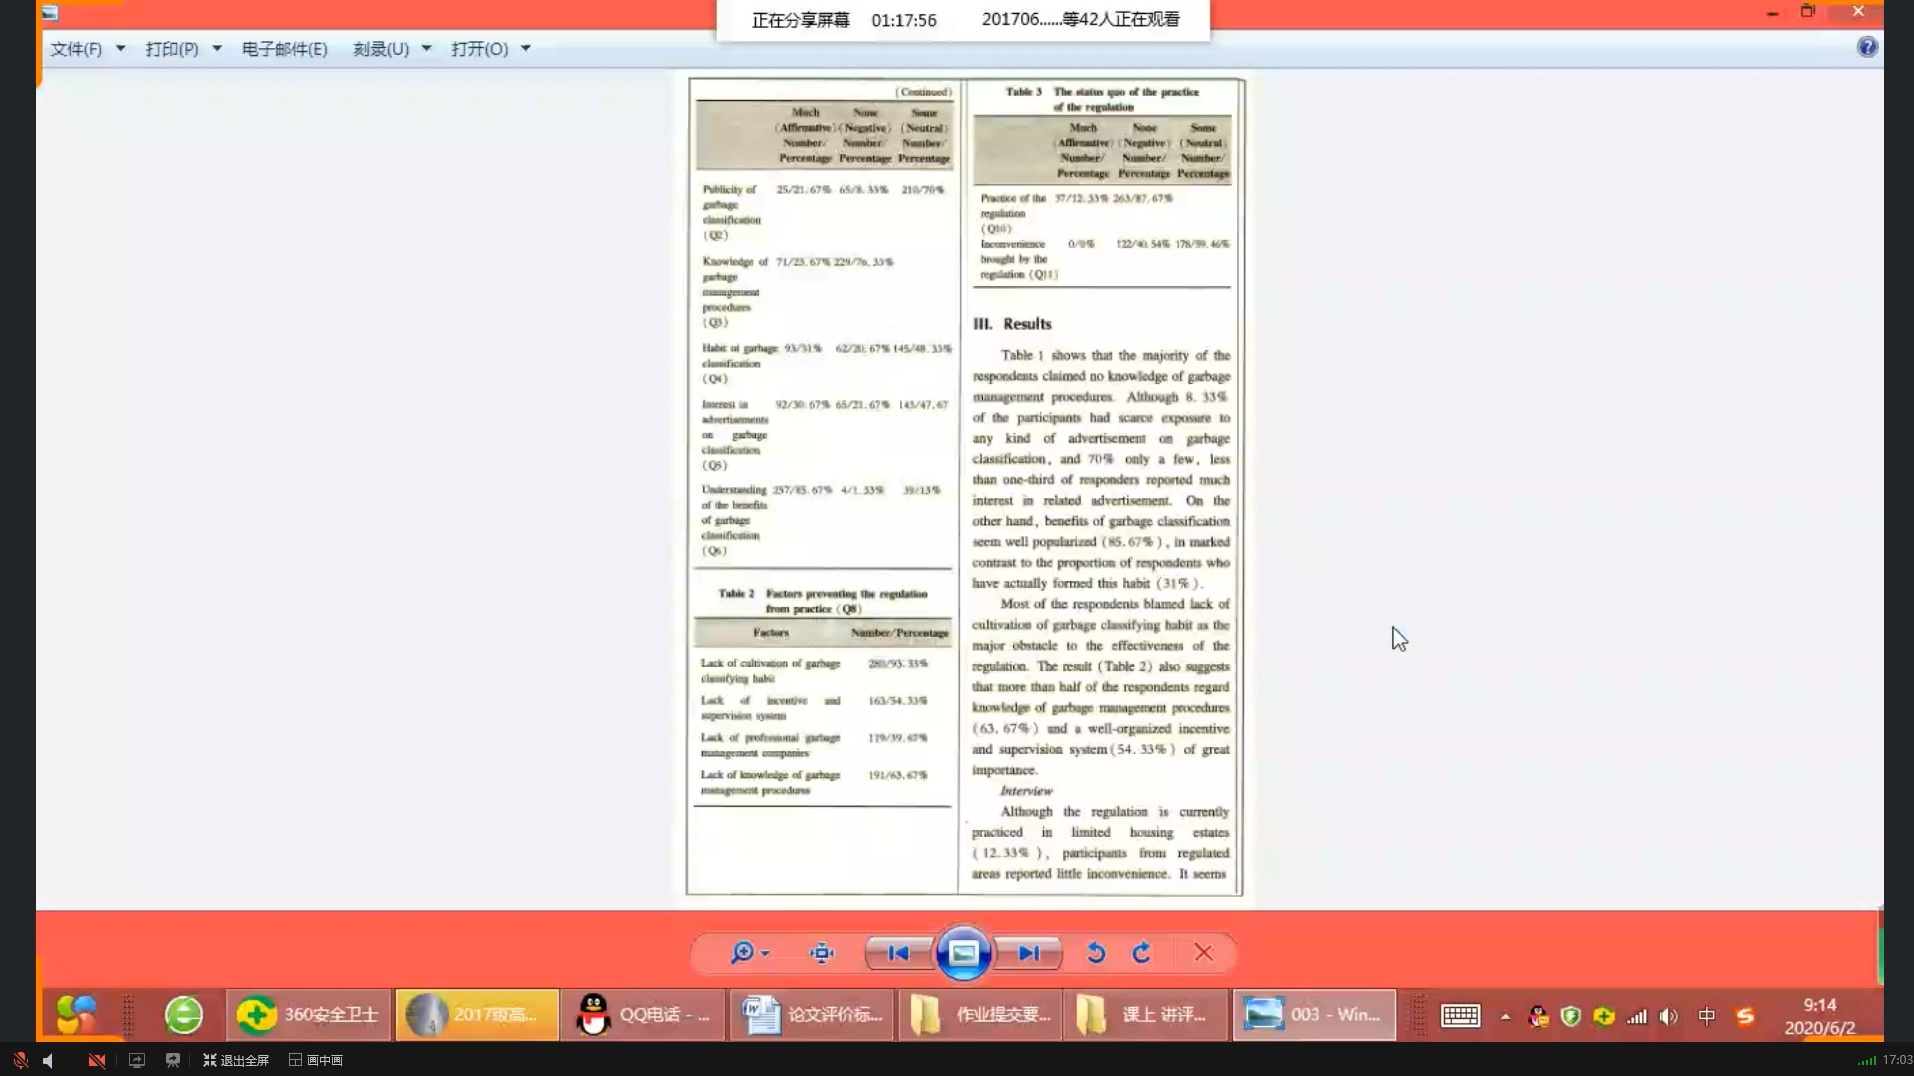 正在分享屏幕 01:17:56 201706......等42人正在观看
文件(F) 打印(P) 电子邮件(E) 刻录(U) 打开(O)
(Continued)
Much None Some
(Affirmative) (Negative) (Neutral)
Number/ Number/ Number/
Percentage Percentage Percentage
Publicity of 25/21.67% 65/8.33% 210/70%
garbage
classification
(Q2)
Knowledge of 71/23.67% 229/76.33%
garbage
management
procedures
(Q3)
Habit of garbage 93/31% 62/20.67% 145/48.33%
classification
(Q4)
Interest in 92/30.67% 65/21.67% 143/47.67
advertisements
on garbage
classification
(Q5)
Understanding 257/85.67% 4/1.33% 39/13%
of the benefits
of garbage
classification
(Q6)
Table 2 Factors preventing the regulation
from practice (Q8)
Factors Number/Percentage
Lack of cultivation of garbage 280/93.33%
classifying habit
Lack of incentive and 163/54.33%
supervision system
Lack of professional garbage 119/39.67%
management companies
Lack of knowledge of garbage 191/63.67%
management procedures
Table 3 The status quo of the practice
of the regulation
Much None Some
(Affirmative) (Negative) (Neutral)
Number/ Number/ Number/
Percentage Percentage Percentage
Practice of the 37/12.33% 263/87.67%
regulation
(Q10)
Inconvenience 0/0% 122/40.54% 178/59.46%
brought by the
regulation (Q11)
III. Results
Table 1 shows that the majority of the
respondents claimed no knowledge of garbage
management procedures. Although 8.33%
of the participants had scarce exposure to
any kind of advertisement on garbage
classification, and 70% only a few, less
than one-third of responders reported much
interest in related advertisement. On the
other hand, benefits of garbage classification
seem well popularized (85.67%), in marked
contrast to the proportion of respondents who
have actually formed this habit (31%).
Most of the respondents blamed lack of
cultivation of garbage classifying habit as the
major obstacle to the effectiveness of the
regulation. The result (Table 2) also suggests
that more than half of the respondents regard
knowledge of garbage management procedures
(63.67%) and a well-organized incentive
and supervision system (54.33%) of great
importance.
Interview
Although the regulation is currently
practiced in limited housing estates
(12.33%), participants from regulated
areas reported little inconvenience. It seems
360安全卫士 2017级高... QQ电话 - ... 论文评价标... 作业提交要... 课上 讲评... 003 - Win... 中 9:14
2020/6/2
退出全屏 画中画 17:03